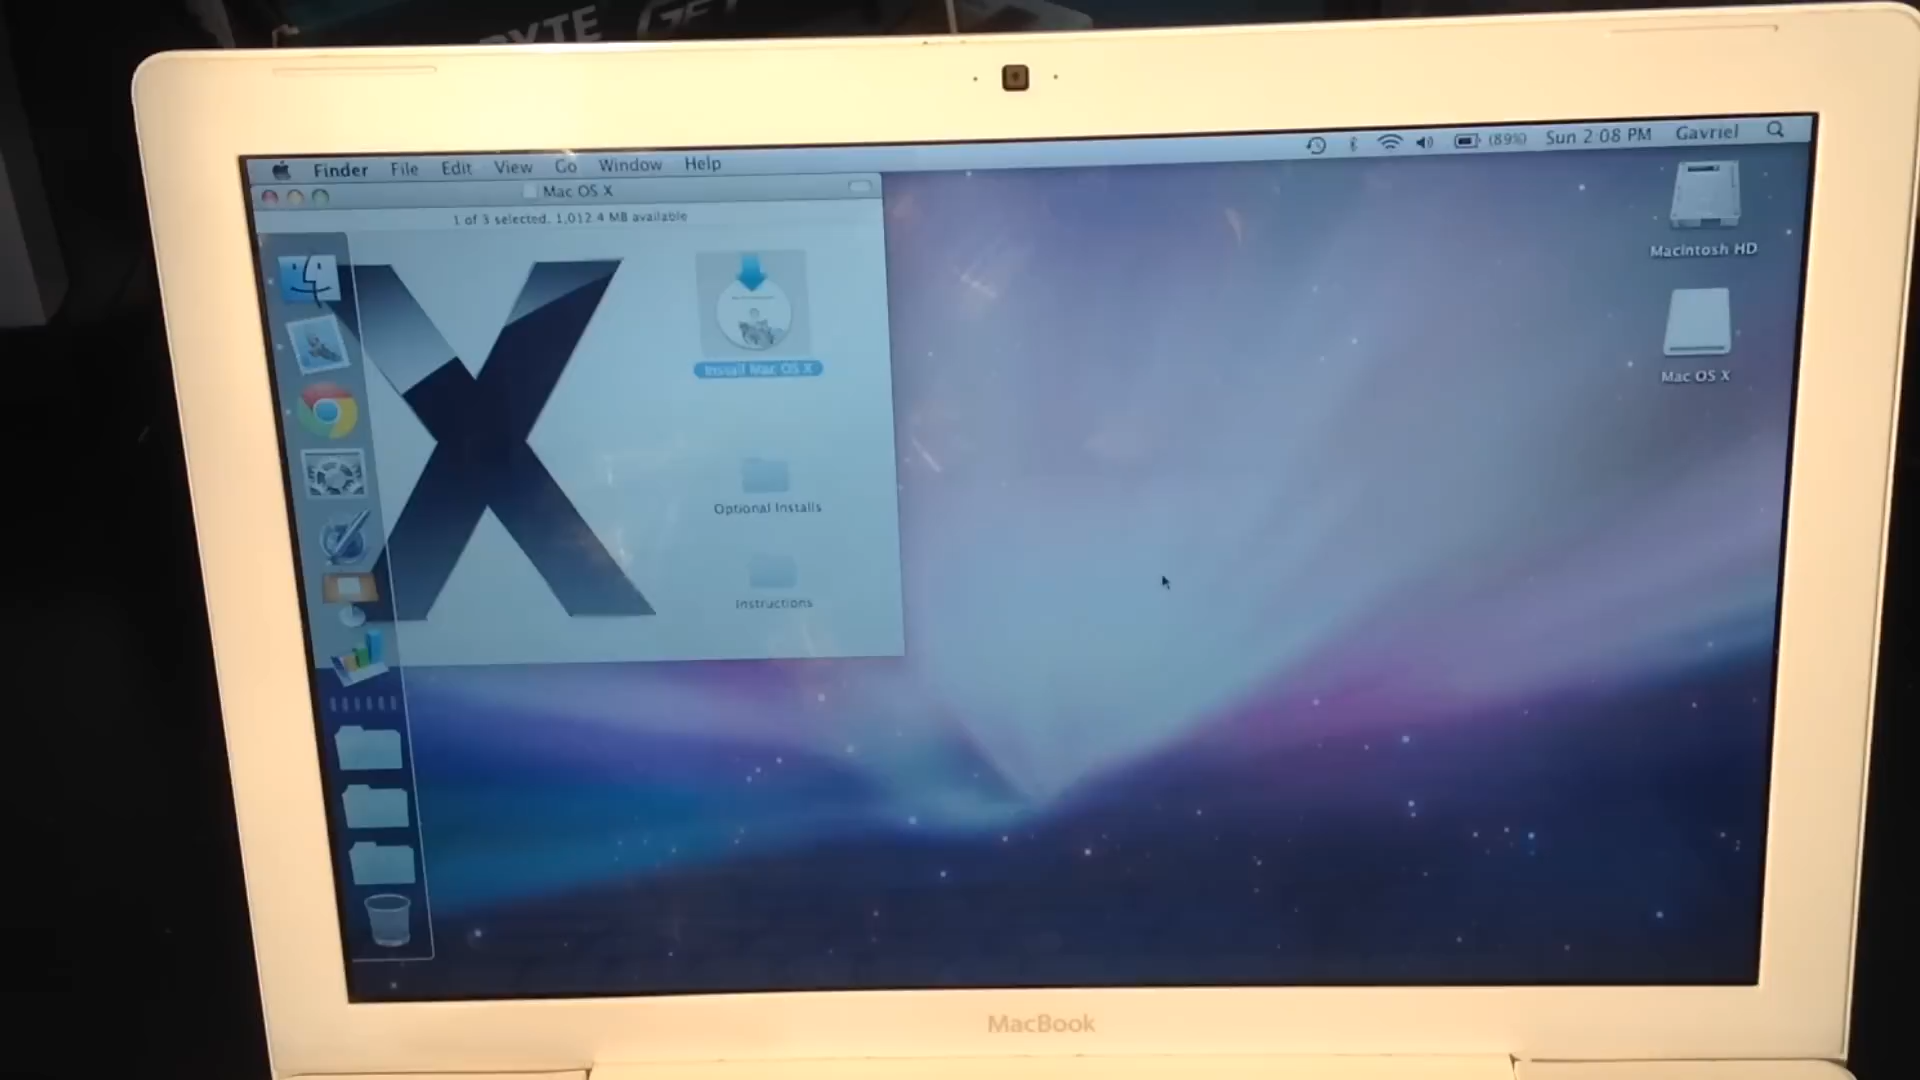 Finder File Edit View Go Window Help
(89%) Sun 2:08 PM Gavriel
Mac OS X
1 of 3 selected, 1,012.4 MB available
Install Mac OS X
Optional Installs
Instructions
Macintosh HD
Mac OS X
MacBook